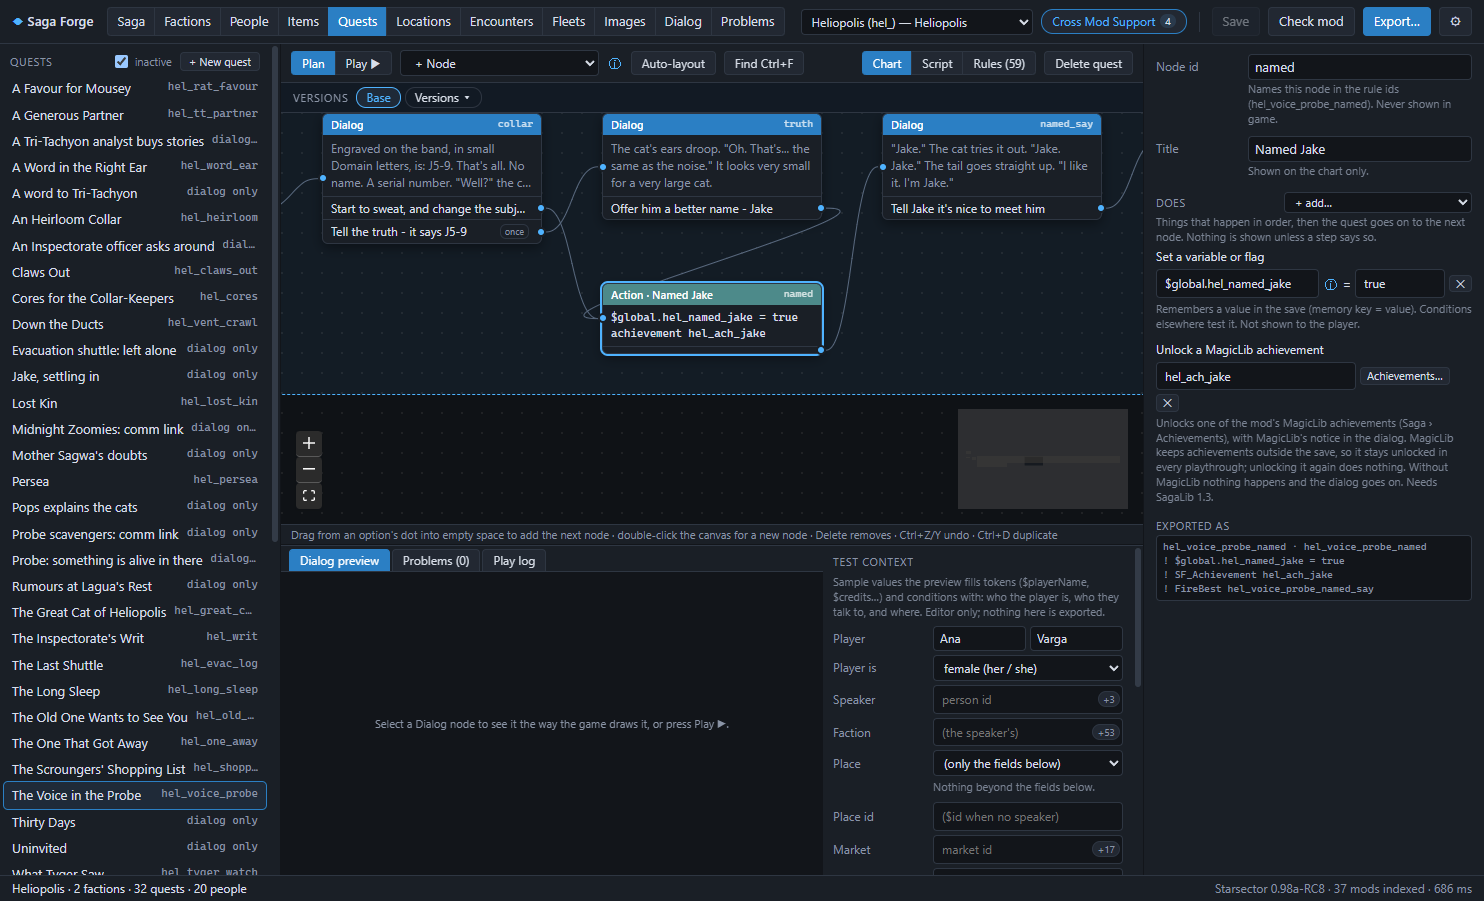 Saga Forge
Saga
Factions
People
Items
Quests
Locations
Encounters
Fleets
Images
Dialog
Problems
Heliopolis (hel_) — Heliopolis
Cross Mod Support 4
Save
Check mod
Export...
QUESTS
inactive
+ New quest
A Favour for Mousey hel_rat_favour
A Generous Partner hel_tt_partner
A Tri-Tachyon analyst buys stories dialog…
A Word in the Right Ear hel_word_ear
A word to Tri-Tachyon dialog only
An Heirloom Collar hel_heirloom
An Inspectorate officer asks around dial…
Claws Out hel_claws_out
Cores for the Collar-Keepers hel_cores
Down the Ducts hel_vent_crawl
Evacuation shuttle: left alone dialog only
Jake, settling in dialog only
Lost Kin hel_lost_kin
Midnight Zoomies: comm link dialog on…
Mother Sagwa's doubts dialog only
Persea hel_persea
Pops explains the cats dialog only
Probe scavengers: comm link dialog only
Probe: something is alive in there dialog…
Rumours at Lagua's Rest dialog only
The Great Cat of Heliopolis hel_great_c…
The Inspectorate's Writ hel_writ
The Last Shuttle hel_evac_log
The Long Sleep hel_long_sleep
The Old One Wants to See You hel_old_…
The One That Got Away hel_one_away
The Scroungers' Shopping List hel_shopp…
The Voice in the Probe hel_voice_probe
Thirty Days dialog only
Uninvited dialog only
What Tyger Saw hel_tyger_watch
Plan
Play ▶
+ Node
Auto-layout
Find Ctrl+F
Chart
Script
Rules (59)
Delete quest
VERSIONS
Base
Versions
Dialog collar
Engraved on the band, in small
Domain letters, is: J5-9. That's all. No
name. A serial number. "Well?" the c…
Start to sweat, and change the subj…
Tell the truth - it says J5-9 once
Dialog truth
The cat's ears droop. "Oh. That's... the
same as the noise." It looks very small
for a very large cat.
Offer him a better name - Jake
Dialog named_say
"Jake." The cat tries it out. "Jake.
Jake." The tail goes straight up. "I like
it. I'm Jake."
Tell Jake it's nice to meet him
Action · Named Jake named
$global.hel_named_jake = true
achievement hel_ach_jake
Drag from an option's dot into empty space to add the next node · double-click the canvas for a new node · Delete removes · Ctrl+Z/Y undo · Ctrl+D duplicate
Dialog preview
Problems (0)
Play log
Select a Dialog node to see it the way the game draws it, or press Play ▶.
TEST CONTEXT
Sample values the preview fills tokens ($playerName,
$credits...) and conditions with: who the player is, who they
talk to, and where. Editor only; nothing here is exported.
Player Ana Varga
Player is female (her / she)
Speaker person id +3
Faction (the speaker's) +53
Place (only the fields below)
Nothing beyond the fields below.
Place id ($id when no speaker)
Market market id +17
Node id named
Names this node in the rule ids
(hel_voice_probe_named). Never shown in
game.
Title Named Jake
Shown on the chart only.
DOES
+ add...
Things that happen in order, then the quest goes on to the next
node. Nothing is shown unless a step says so.
Set a variable or flag
$global.hel_named_jake = true
Remembers a value in the save (memory key = value). Conditions
elsewhere test it. Not shown to the player.
Unlock a MagicLib achievement
hel_ach_jake Achievements...
Unlocks one of the mod's MagicLib achievements (Saga ›
Achievements), with MagicLib's notice in the dialog. MagicLib
keeps achievements outside the save, so it stays unlocked in
every playthrough; unlocking it again does nothing. Without
MagicLib nothing happens and the dialog goes on. Needs
SagaLib 1.3.
EXPORTED AS
hel_voice_probe_named · hel_voice_probe_named
! $global.hel_named_jake = true
! SF_Achievement hel_ach_jake
! FireBest hel_voice_probe_named_say
Heliopolis · 2 factions · 32 quests · 20 people
Starsector 0.98a-RC8 · 37 mods indexed · 686 ms